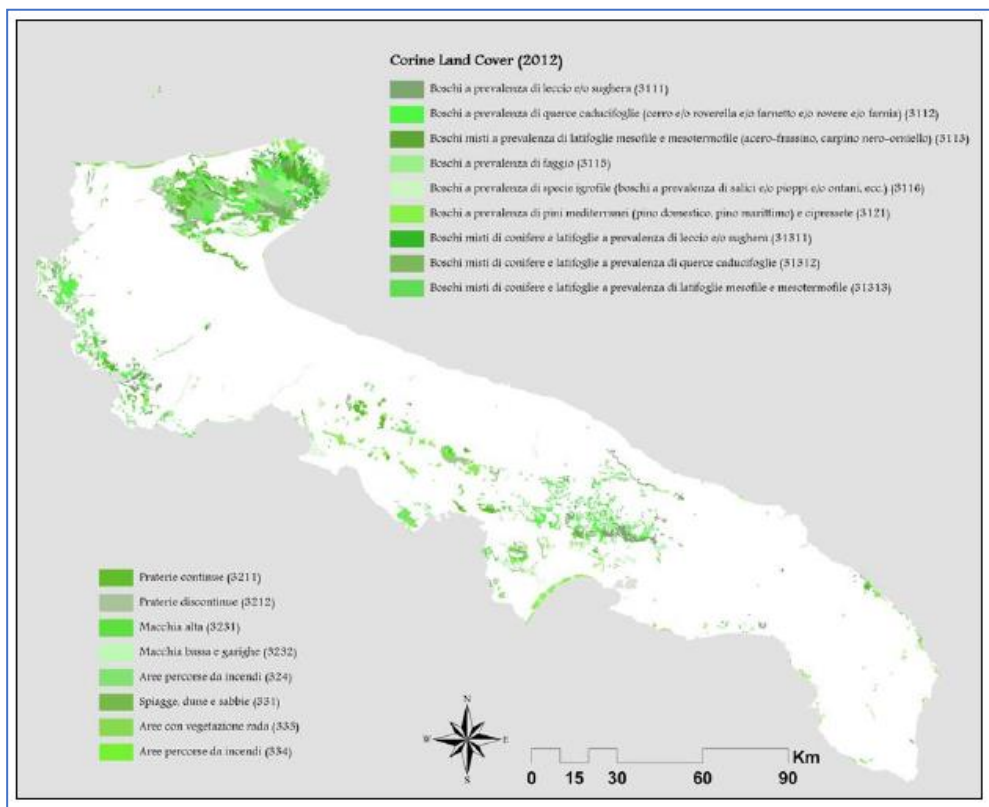 Corine Land Cover (2012)
Boschi a prevalenza di leccio e/o sughera (3111)
Boschi a prevalenza di querce caducifoglie (cerro e/o roverella e/o farnetto e/o rovere e/o farnia) (3112)
Boschi misti a prevalenza di latifoglie mesofile e mesotermofile (acero-frassino, carpino nero-orniello) (3113)
Boschi a prevalenza di faggio (3115)
Boschi a prevalenza di specie igrofile (boschi a prevalenza di salici e/o pioppi e/o ontani, ecc.) (3116)
Boschi a prevalenza di pini mediterranei (pino domestico, pino marittimo) e cipressete (3121)
Boschi misti di conifere e latifoglie a prevalenza di leccio e/o sughera (31311)
Boschi misti di conifere e latifoglie a prevalenza di querce caducifoglie (31312)
Boschi misti di conifere e latifoglie a prevalenza di latifoglie mesofile e mesotermofile (31313)
Praterie continue (3211)
Praterie discontinue (3212)
Macchia alta (3231)
Macchia bassa e garighe (3232)
Aree percorse da incendi (324)
Spiagge, dune e sabbie (331)
Aree con vegetazione rada (333)
Aree percorse da incendi (334)
N
W E
S
Km
0 15 30 60 90